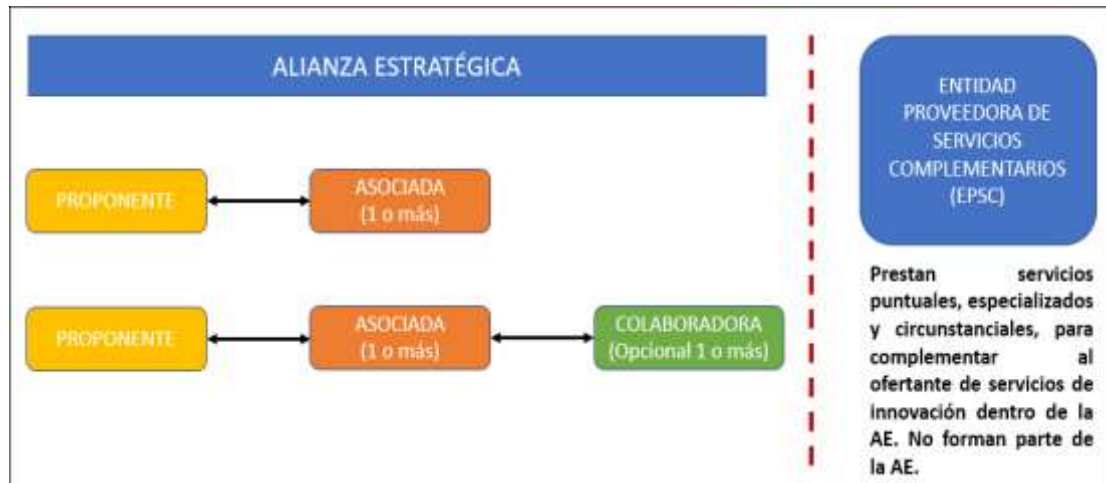 ALIANZA ESTRATÉGICA
PROPONENTE
ASOCIADA
(1 o más)
PROPONENTE
ASOCIADA
(1 o más)
COLABORADORA
(Opcional 1 o más)
ENTIDAD
PROVEEDORA DE
SERVICIOS
COMPLEMENTARIOS
(EPSC)
Prestan servicios
puntuales, especializados
y circunstanciales, para
complementar al
ofertante de servicios de
innovación dentro de la
AE. No forman parte de
la AE.